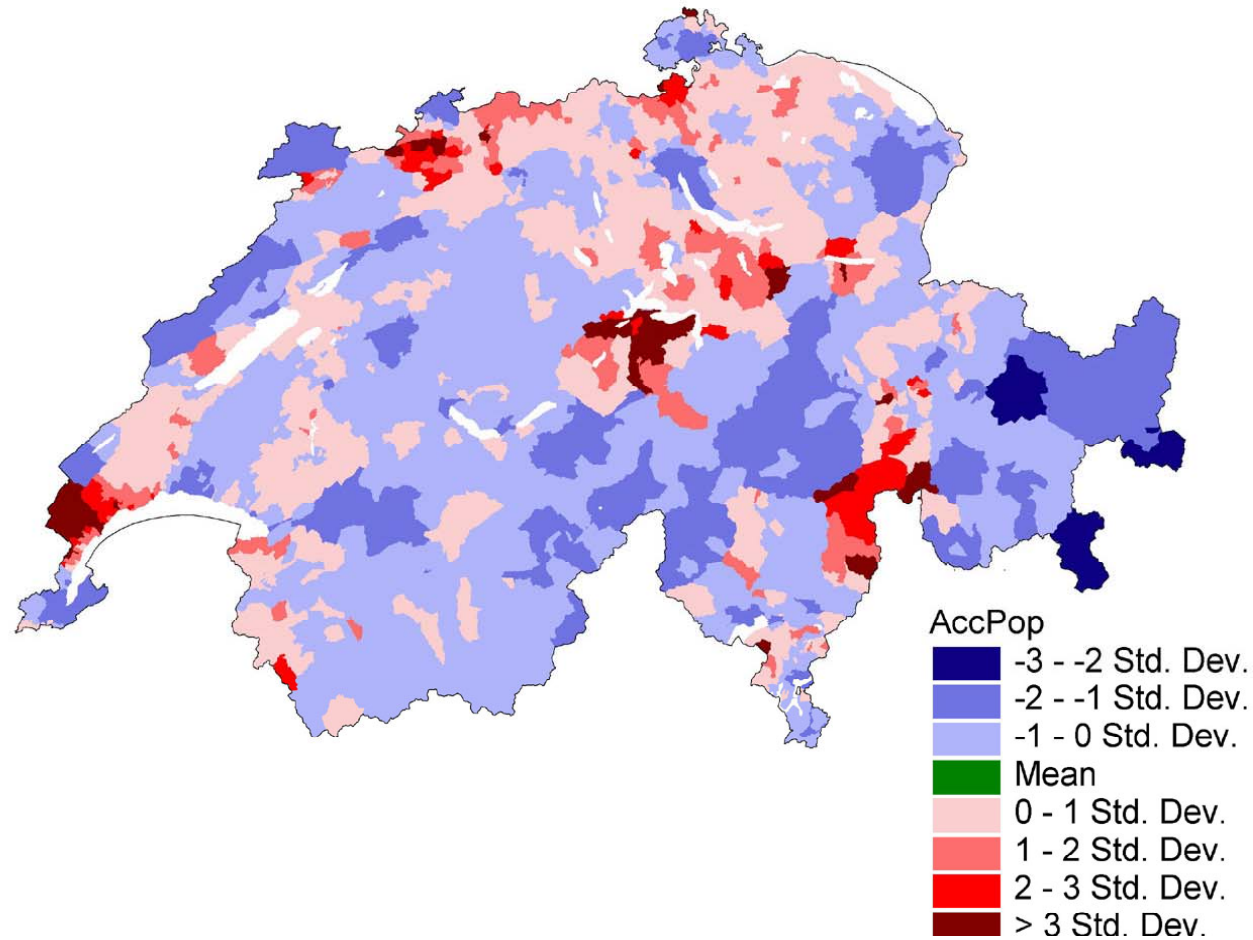 AccPop
-3 - -2 Std. Dev.
-2 - -1 Std. Dev.
-1 - 0 Std. Dev.
Mean
0 - 1 Std. Dev.
1 - 2 Std. Dev.
2 - 3 Std. Dev.
> 3 Std. Dev.